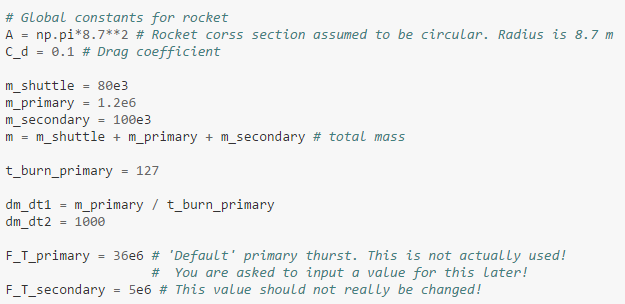 # Global constants for rocket
A = np.pi*8.7**2 # Rocket corss section assumed to be circular. Radius is 8.7 m
C_d = 0.1 # Drag coefficient
m_shuttle = 80e3
m_primary = 1.2e6
m_secondary = 100e3
m = m_shuttle + m_primary + m_secondary # total mass
t_burn_primary = 127
dm_dt1 = m_primary / t_burn_primary
dm_dt2 = 1000
F_T_primary = 36e6 # 'Default' primary thurst. This is not actually used!
# You are asked to input a value for this later!
F_T_secondary = 5e6 # This value should not really be changed!